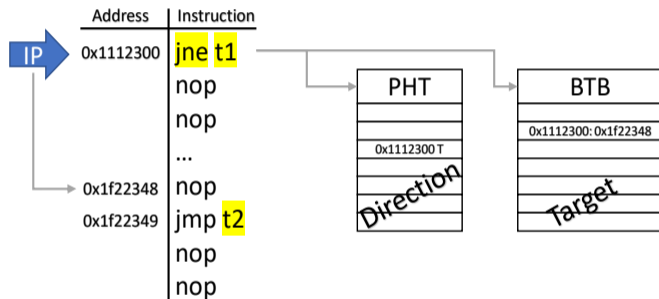 Address Instruction
IP 0x1112300 jne t1
nop PHT BTB
nop 0x1112300: 0x1f22348
... 0x1112300 T
0x1f22348 nop Direction Target
0x1f22349 jmp t2
nop
nop